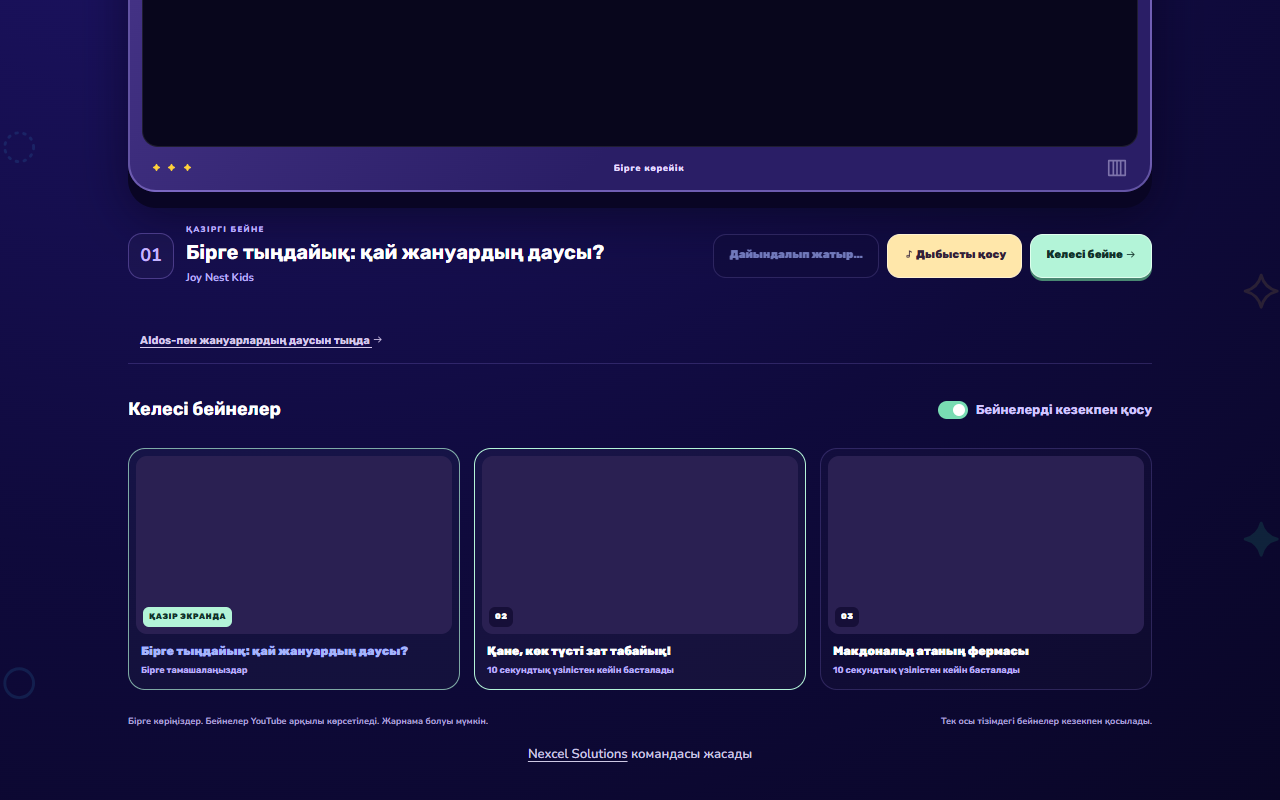 Бірге көрейік
01
ҚАЗІРГІ БЕЙНЕ
Бірге тыңдайық: қай жануардың даусы?
Joy Nest Kids
Дайындалып жатыр...
♪ Дыбысты қосу
Келесі бейне →
Aldos-пен жануарлардың даусын тыңда →
Келесі бейнелер
Бейнелерді кезекпен қосу
ҚАЗІР ЭКРАНДА
Бірге тыңдайық: қай жануардың даусы?
Бірге тамашалаңыздар
02
Қане, көк түсті зат табайық!
10 секундтық үзілістен кейін басталады
03
Макдональд атаның фермасы
10 секундтық үзілістен кейін басталады
Бірге көріңіздер. Бейнелер YouTube арқылы көрсетіледі. Жарнама болуы мүмкін.
Тек осы тізімдегі бейнелер кезекпен қосылады.
Nexcel Solutions командасы жасады